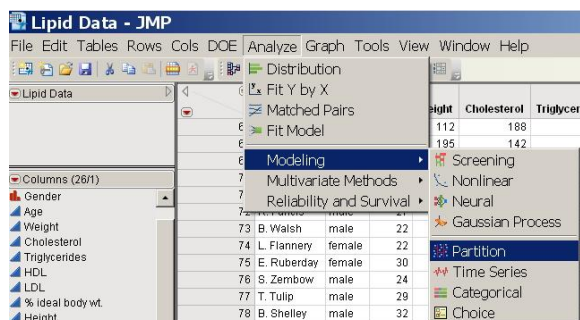 Lipid Data - JMP
File Edit Tables Rows Cols DOE Analyze Graph Tools View Window Help
Lipid Data
Distribution
Fit Y by X
Matched Pairs
Fit Model
Modeling
Multivariate Methods
Reliability and Survival
Screening
Nonlinear
Neural
Gaussian Process
Partition
Time Series
Categorical
Choice
eight Cholesterol Triglycer
112 188
195 142
Columns (26/1)
Gender
Age
Weight
Cholesterol
Triglycerides
HDL
LDL
% ideal body wt.
Height
73 B. Walsh male 22
74 L. Flannery female 22
75 E. Ruberday female 30
76 S. Zembow male 24
77 T. Tulip male 29
78 B. Shelley male 32